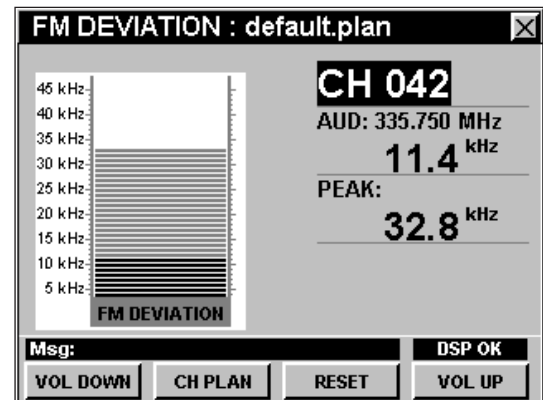 FM DEVIATION : default.plan
CH 042
AUD: 335.750 MHz
11.4 kHz
PEAK:
32.8 kHz
45 kHz
40 kHz
35 kHz
30 kHz
25 kHz
20 kHz
15 kHz
10 kHz
5 kHz
FM DEVIATION
Msg:
DSP OK
VOL DOWN
CH PLAN
RESET
VOL UP